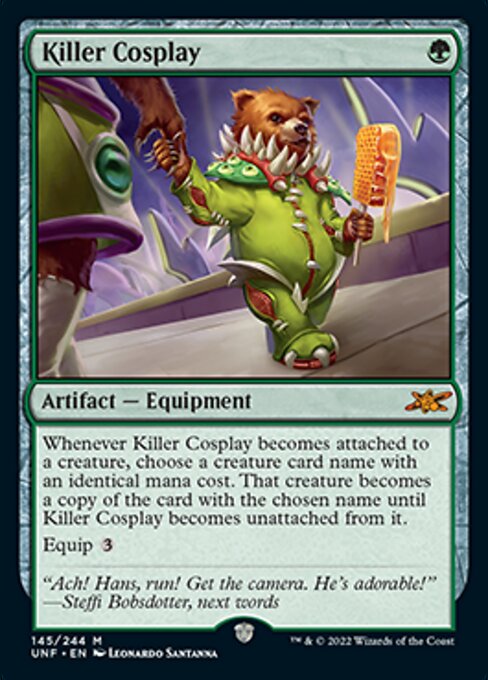 Killer Cosplay
Artifact — Equipment
Whenever Killer Cosplay becomes attached to
a creature, choose a creature card name with
an identical mana cost. That creature becomes
a copy of the card with the chosen name until
Killer Cosplay becomes unattached from it.
Equip 3
“Ach! Hans, run! Get the camera. He’s adorable!”
—Steffi Bobsdotter, next words
145/244 M
UNF • EN Leonardo Santanna
™ & © 2022 Wizards of the Coast